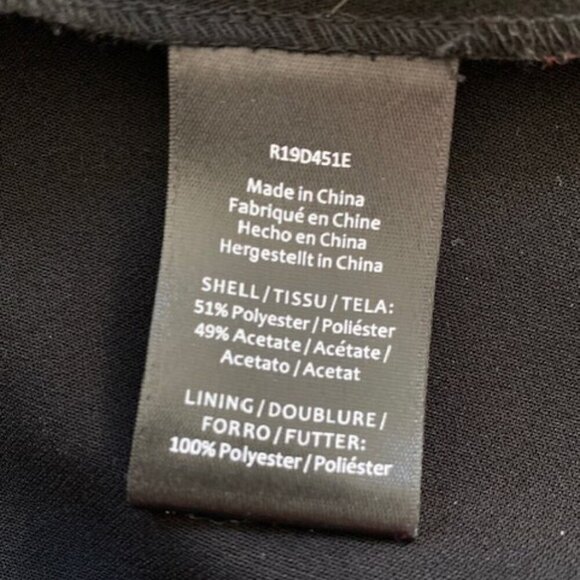 R19D451E
Made in China
Fabriqué en Chine
Hecho en China
Hergestellt in China
SHELL/TISSU/TELA:
51% Polyester/Poliéster
49% Acetate/Acétate/
Acetato/Acetat
LINING/DOUBLURE/
FORRO/FUTTER:
100% Polyester/Poliéster